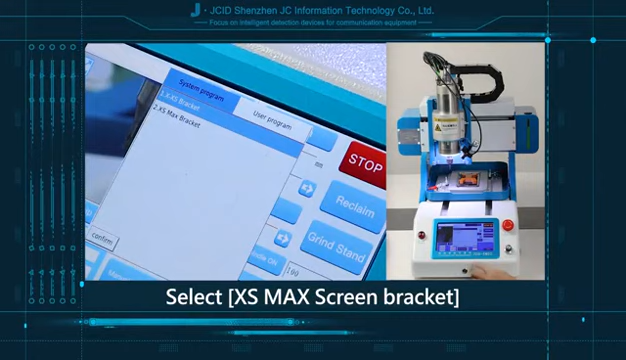 J · JCID Shenzhen JC Information Technology Co., Ltd.
Focus on intelligent detection devices for communication equipment
System program
User program
1.X-XS Bracket
2.XS Max Bracket
STOP
Reclaim
Grind Stand
confirm
90
Select [XS MAX Screen bracket]